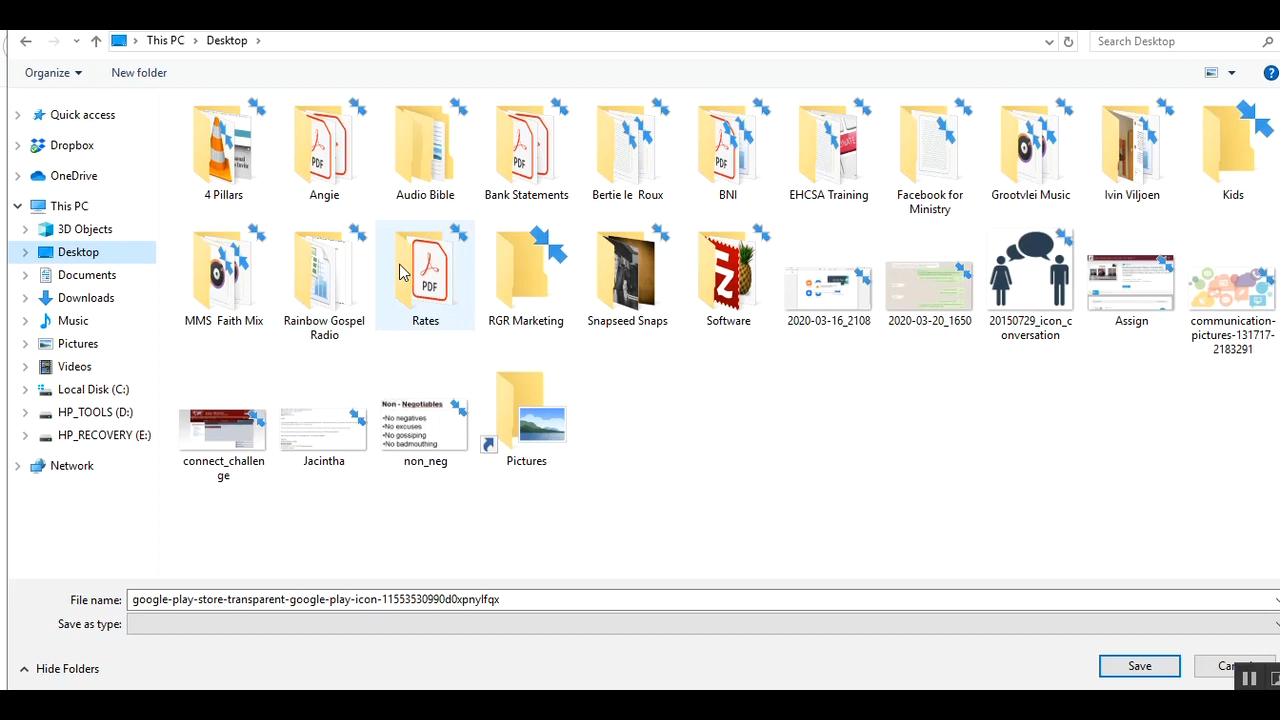 This PC
Desktop
Search Desktop
Organize
New folder
Quick access
Dropbox
OneDrive
This PC
3D Objects
Desktop
Documents
Downloads
Music
Pictures
Videos
Local Disk (C:)
HP_TOOLS (D:)
HP_RECOVERY (E:)
Network
4 Pillars
PDF
Angie
Audio Bible
PDF
Bank Statements
Bertie le Roux
PDF
BNI
EHCSA Training
Facebook for
Ministry
Grootvlei Music
Ivin Viljoen
Kids
MMS Faith Mix
Rainbow Gospel
Radio
PDF
Rates
RGR Marketing
Snapseed Snaps
Software
2020-03-16_2108
2020-03-20_1650
20150729_icon_c
onversation
Assign
communication-
pictures-131717-
2183291
connect_challen
ge
Jacintha
Non - Negotiables
•No negatives
•No excuses
•No gossiping
•No badmouthing
non_neg
Pictures
File name:
google-play-store-transparent-google-play-icon-11553530990d0xpnylfqx
Save as type:
Hide Folders
Save